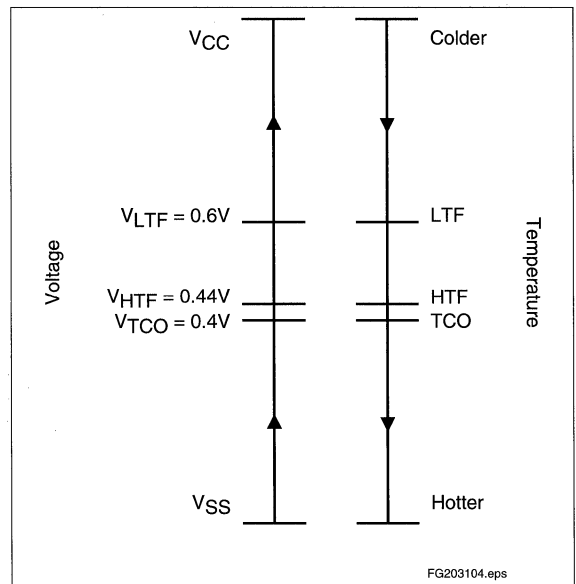 VCC Colder
VLTF = 0.6V LTF
Voltage Temperature
VHTF = 0.44V HTF
VTCO = 0.4V TCO
VSS Hotter
FG203104.eps